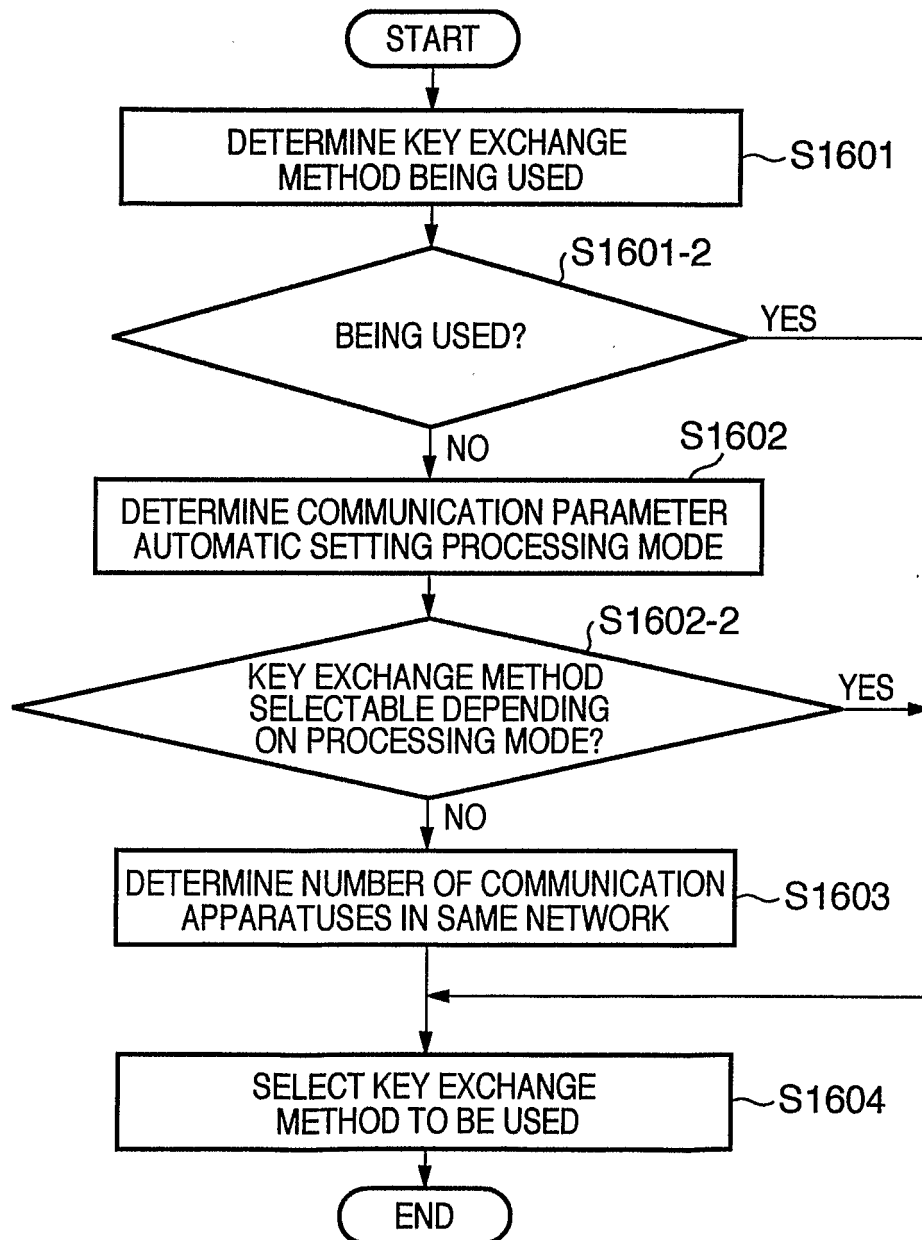 START
DETERMINE KEY EXCHANGE
METHOD BEING USED
S1601
S1601-2
BEING USED?
YES
NO
S1602
DETERMINE COMMUNICATION PARAMETER
AUTOMATIC SETTING PROCESSING MODE
S1602-2
KEY EXCHANGE METHOD
SELECTABLE DEPENDING
ON PROCESSING MODE?
YES
NO
DETERMINE NUMBER OF COMMUNICATION
APPARATUSES IN SAME NETWORK
S1603
SELECT KEY EXCHANGE
METHOD TO BE USED
S1604
END